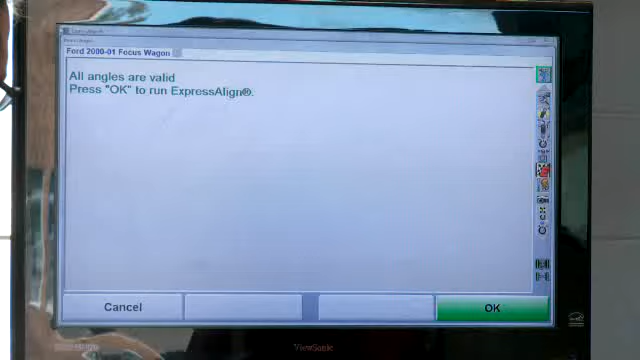 Ford 2000-01 Focus Wagon
All angles are valid
Press "OK" to run ExpressAlign®.
Cancel
OK
ViewSonic